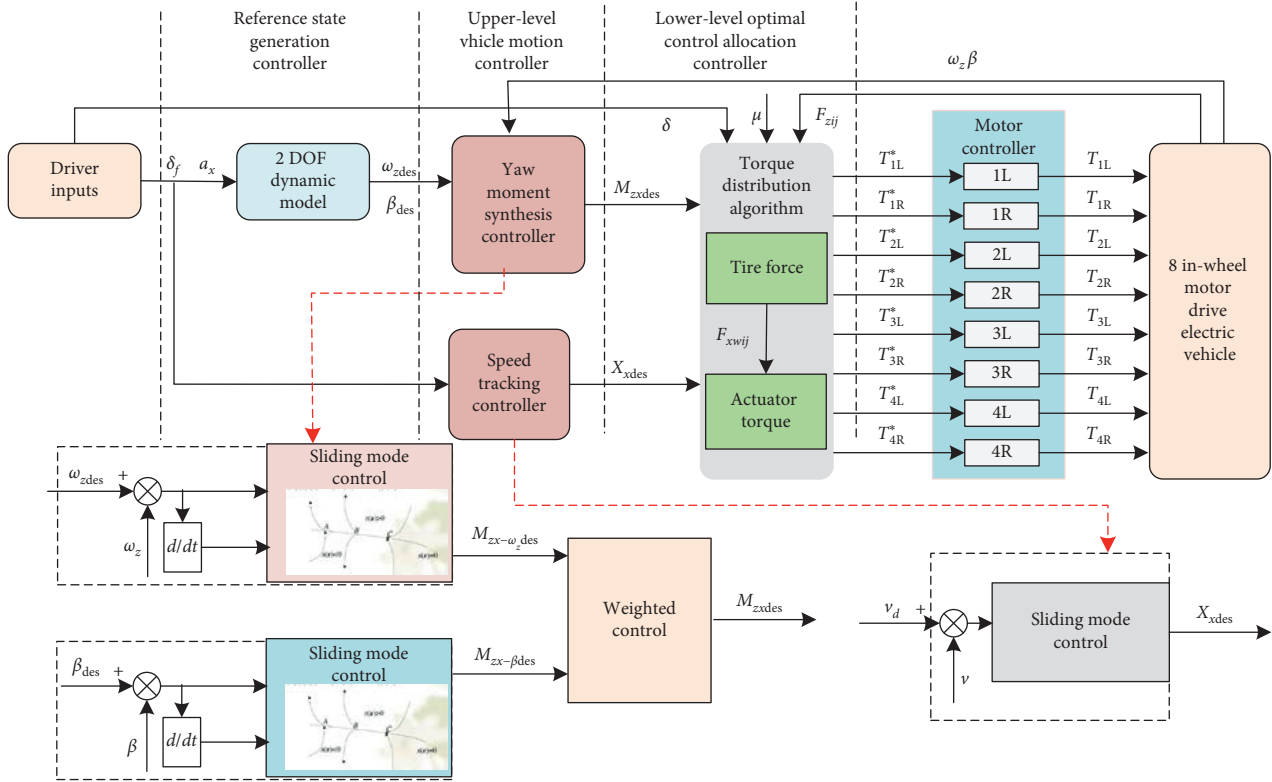 Reference state
generation
controller
Upper-level
vhicle motion
controller
Lower-level optimal
control allocation
controller
ω_z β
δ
μ
F_zij
Driver
inputs
δ_f a_x
2 DOF
dynamic
model
ω_zdes
β_des
Yaw
moment
synthesis
controller
M_zxdes
Torque
distribution
algorithm
Tire force
F_xwij
Actuator
torque
Speed
tracking
controller
X_xdes
Motor
controller
T*_1L 1L T_1L
T*_1R 1R T_1R
T*_2L 2L T_2L
T*_2R 2R T_2R
T*_3L 3L T_3L
T*_3R 3R T_3R
T*_4L 4L T_4L
T*_4R 4R T_4R
8 in-wheel
motor
drive
electric
vehicle
ω_zdes +
ω_z
d/dt
Sliding mode
control
A B C
M_zx–ω_zdes
β_des +
β
d/dt
Sliding mode
control
A B C
M_zx–βdes
Weighted
control
M_zxdes
v_d +
v
Sliding mode
control
X_xdes